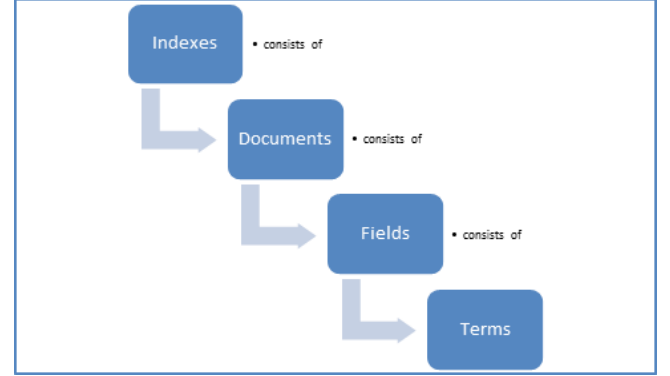 Indexes
• consists of
Documents
• consists of
Fields
• consists of
Terms